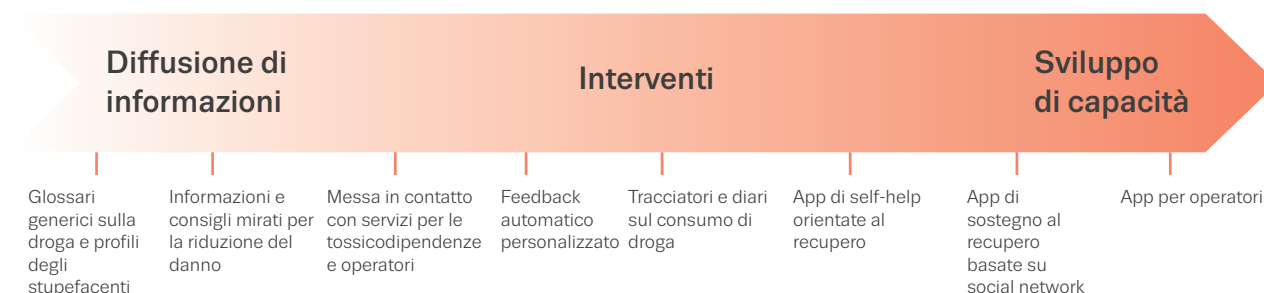 Diffusione di
informazioni
Interventi
Sviluppo
di capacità
Glossari
generici sulla
droga e profili
degli
stupefacenti
Informazioni e
consigli mirati per
la riduzione del
danno
Messa in contatto
con servizi per le
tossicodipendenze
e operatori
Feedback
automatico
personalizzato
Tracciatori e diari
sul consumo di
droga
App di self-help
orientate al
recupero
App di
sostegno al
recupero
basate su
social network
App per operatori